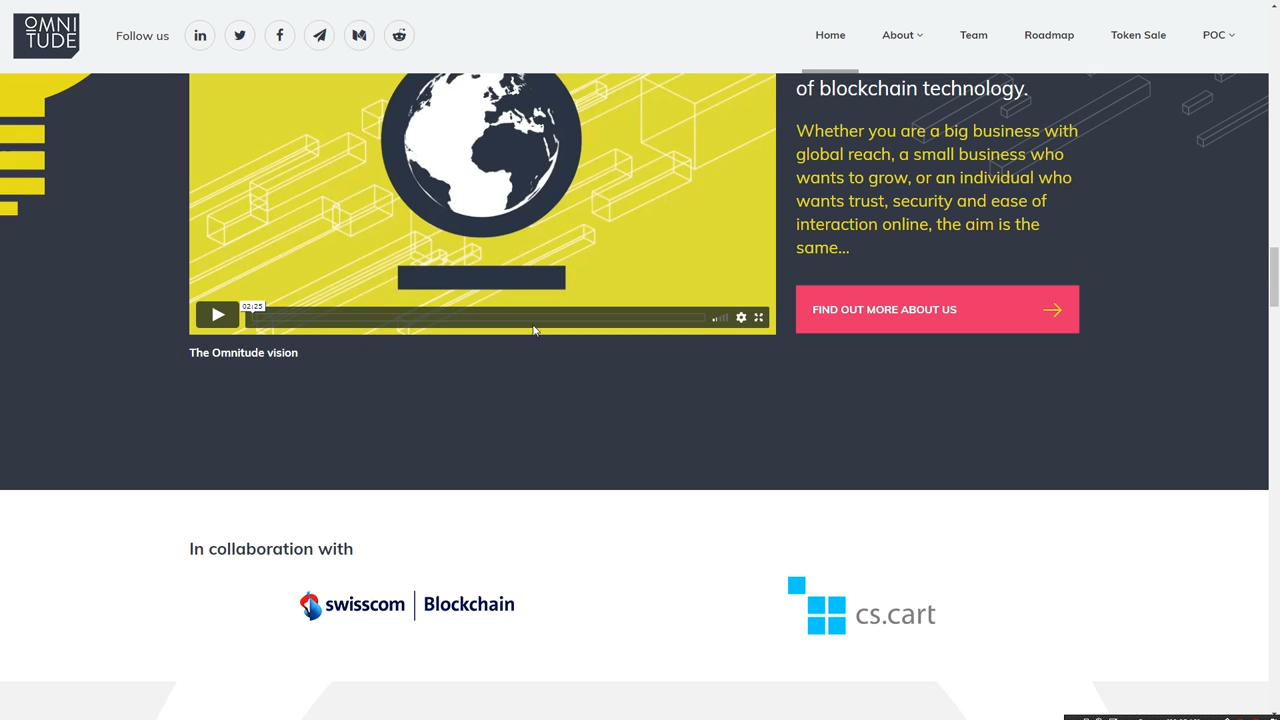 OMNI
TUDE
Follow us
Home
About
Team
Roadmap
Token Sale
POC
of blockchain technology.
Whether you are a big business with
global reach, a small business who
wants to grow, or an individual who
wants trust, security and ease of
interaction online, the aim is the
same...
02:25
FIND OUT MORE ABOUT US
The Omnitude vision
In collaboration with
swisscom | Blockchain
cs.cart